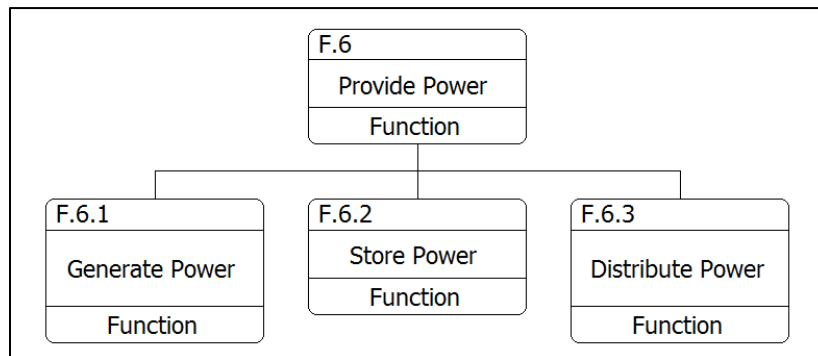 F.6
Provide Power
Function
F.6.1
Generate Power
Function
F.6.2
Store Power
Function
F.6.3
Distribute Power
Function